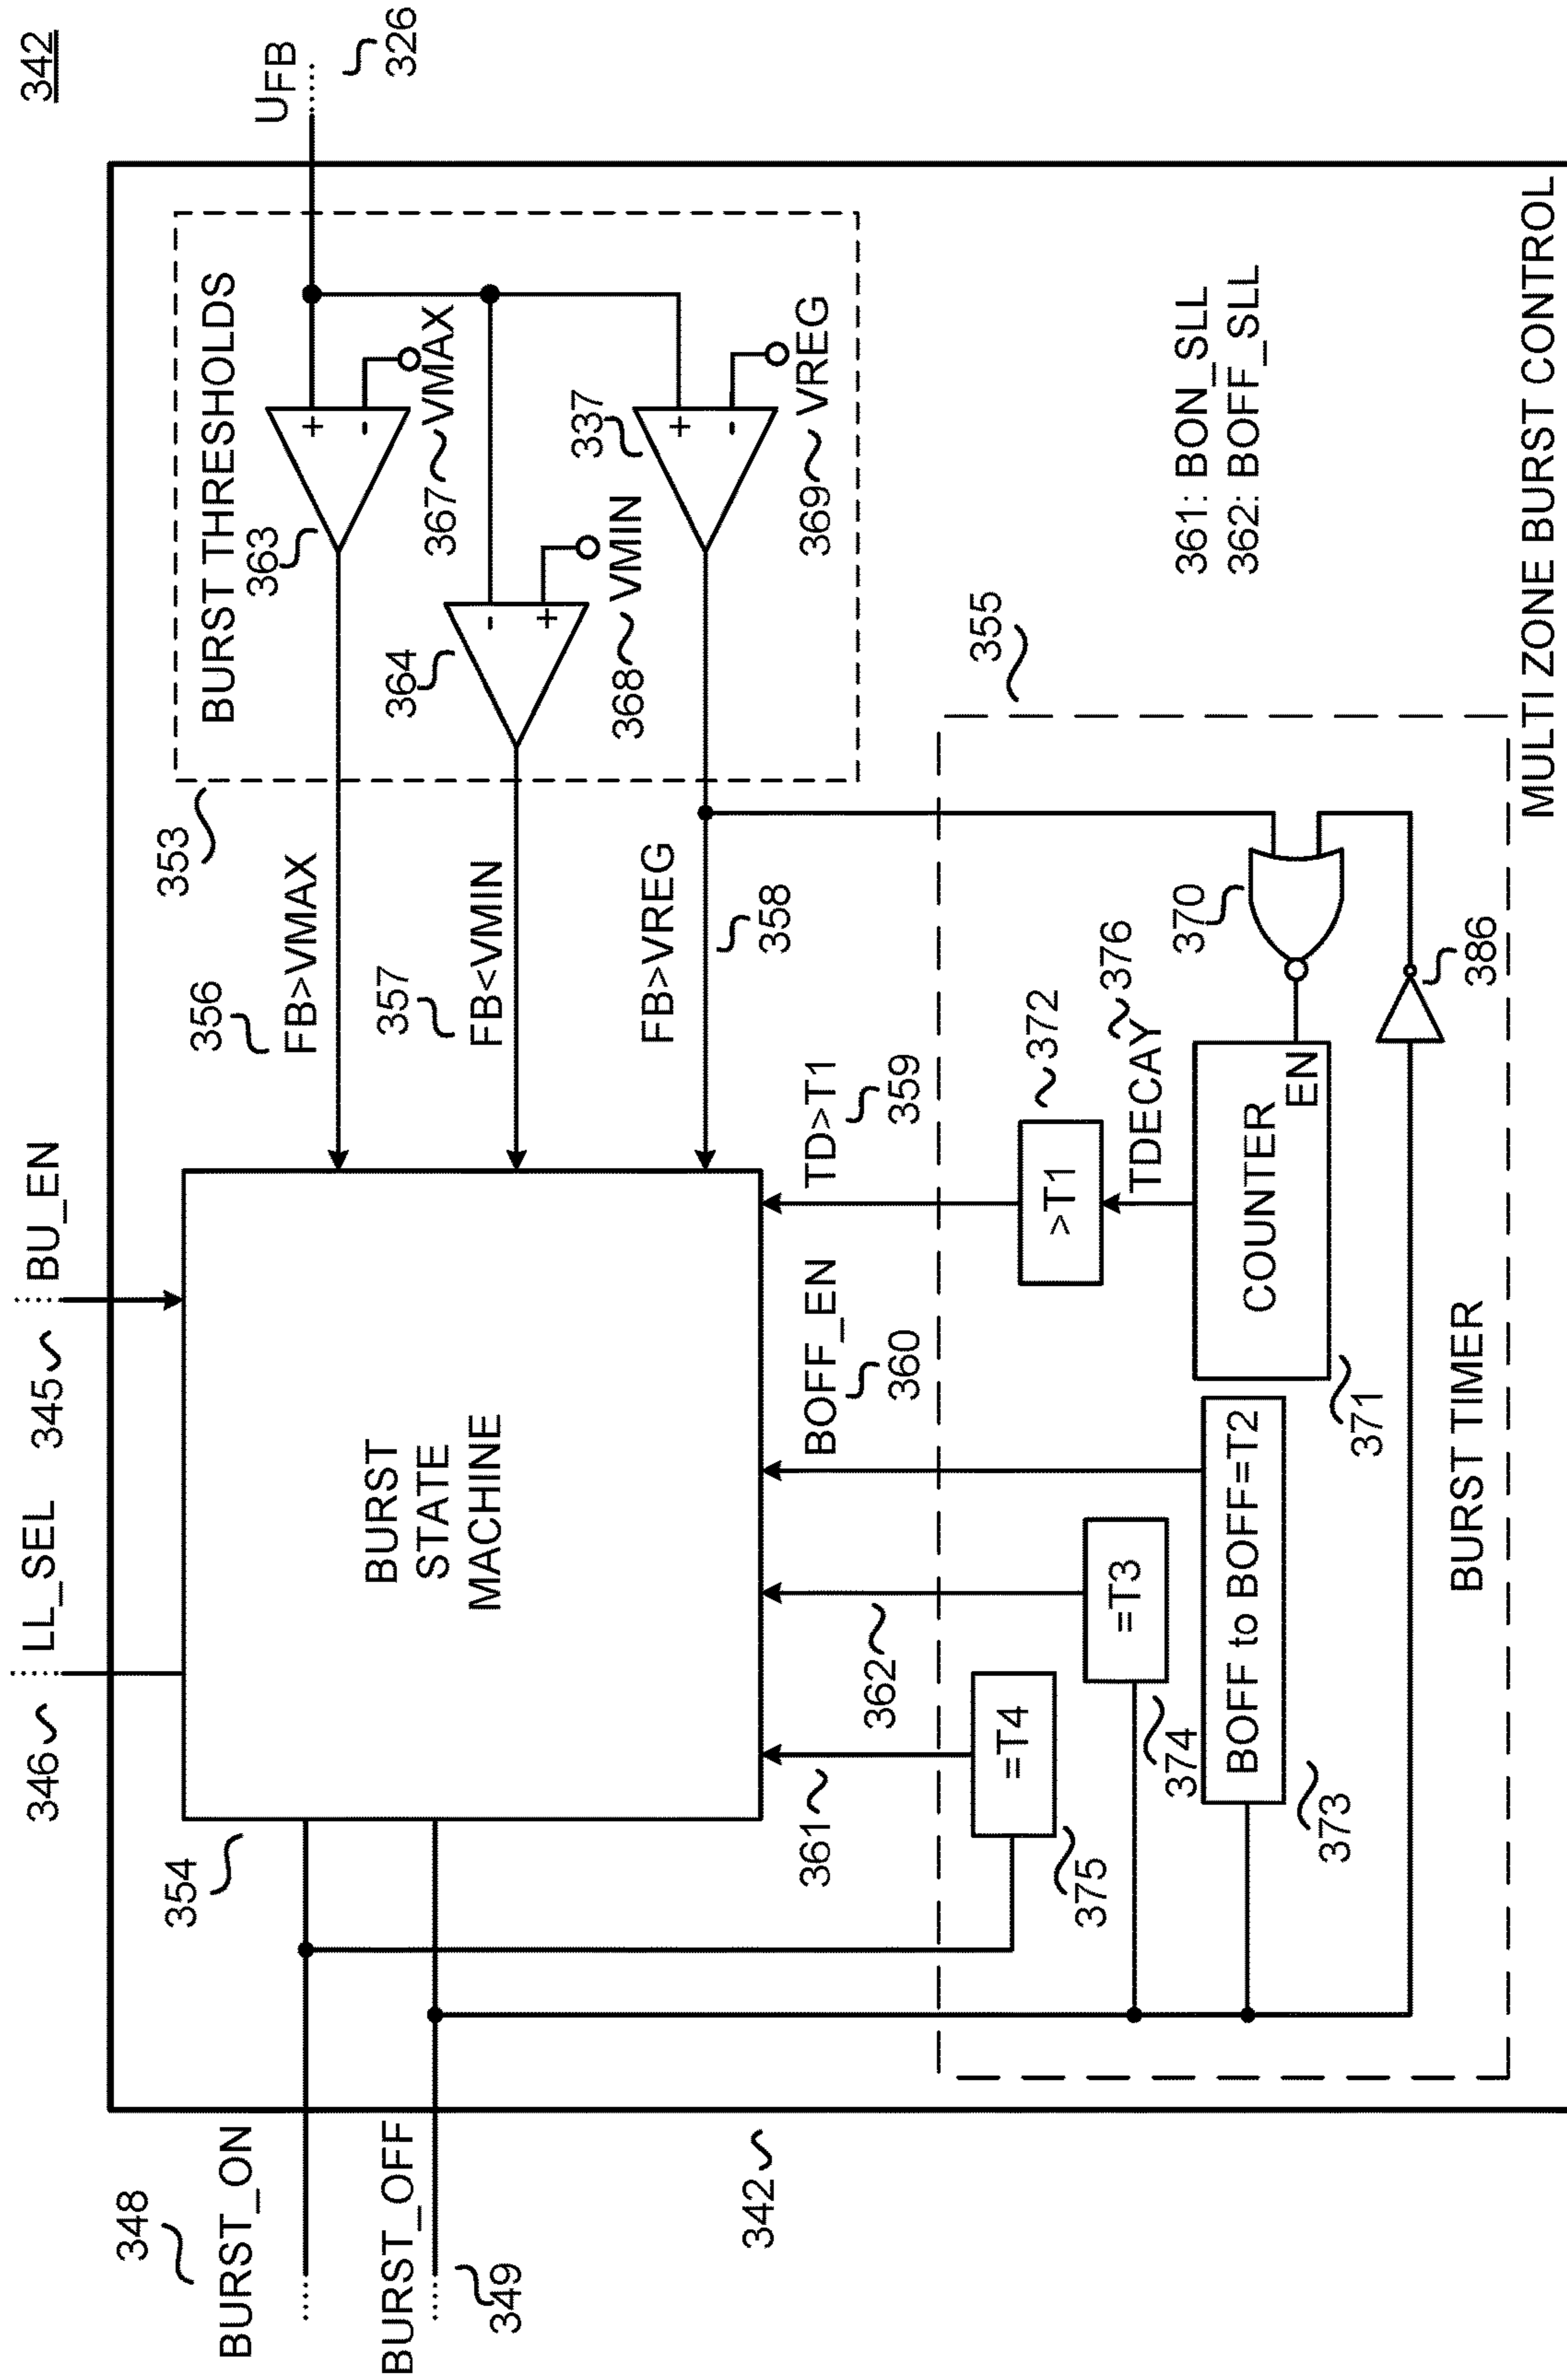 342
346
LL_SEL
345
BU_EN
UFB
326
348
BURST_ON
354
BURST
STATE
MACHINE
356
FB>VMAX
353
BURST THRESHOLDS
363
+
-
367
VMAX
BURST_OFF
349
357
FB<VMIN
364
-
+
368
VMIN
FB>VREG
358
337
+
-
369
VREG
342
361
362
BOFF_EN
360
TD>T1
359
355
=T4
375
=T3
374
BOFF to BOFF=T2
373
>T1
372
TDECAY
376
COUNTER
EN
371
370
386
361: BON_SLL
362: BOFF_SLL
BURST TIMER
MULTI ZONE BURST CONTROL